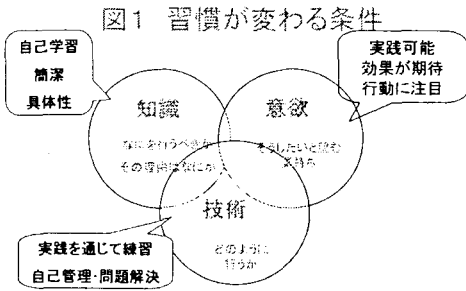 図1 習慣が変わる条件
自己学習
簡潔
具体性
実践可能
効果が期待
行動に注目
知識
なにを行うべきか
その理由はなにか
意欲
そうしたいと望む
気持ち
技術
どのように
行うか
実践を通じて練習
自己管理・問題解決